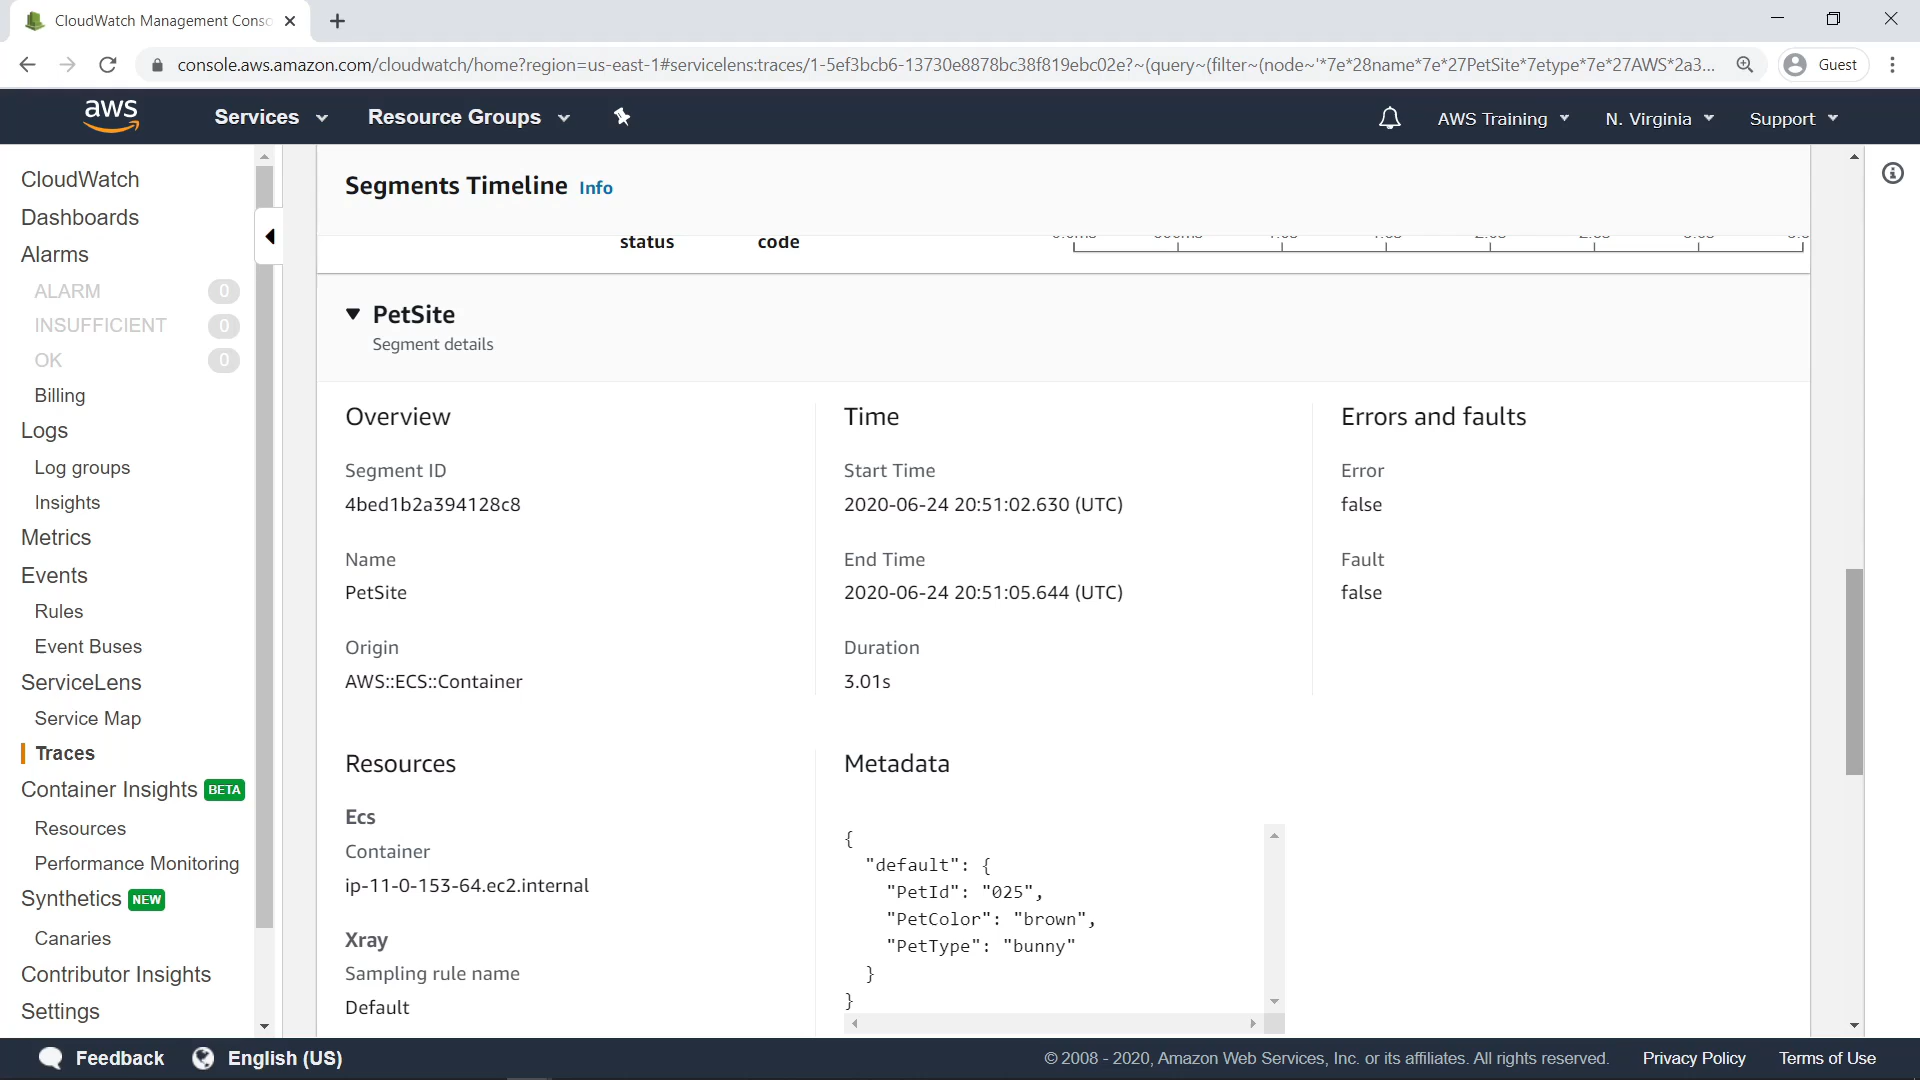 CloudWatch Management Conso
console.aws.amazon.com/cloudwatch/home?region=us-east-1#servicelens:traces/1-5ef3bcb6-13730e8878bc38f819ebc02e?~(query~(filter~(node~'*7e*28name*7e*27PetSite*7etype*7e*27AWS*2a3... Guest
aws Services Resource Groups AWS Training N. Virginia Support
CloudWatch
Dashboards
Alarms
ALARM 0
INSUFFICIENT 0
OK 0
Billing
Logs
Log groups
Insights
Metrics
Events
Rules
Event Buses
ServiceLens
Service Map
Traces
Container Insights BETA
Resources
Performance Monitoring
Synthetics NEW
Canaries
Contributor Insights
Settings
Segments Timeline Info
status code
PetSite
Segment details
Overview
Segment ID
4bed1b2a394128c8
Name
PetSite
Origin
AWS::ECS::Container
Time
Start Time
2020-06-24 20:51:02.630 (UTC)
End Time
2020-06-24 20:51:05.644 (UTC)
Duration
3.01s
Errors and faults
Error
false
Fault
false
Resources
Ecs
Container
ip-11-0-153-64.ec2.internal
Xray
Sampling rule name
Default
Metadata
{
"default": {
"PetId": "025",
"PetColor": "brown",
"PetType": "bunny"
}
}
Feedback English (US) © 2008 - 2020, Amazon Web Services, Inc. or its affiliates. All rights reserved. Privacy Policy Terms of Use